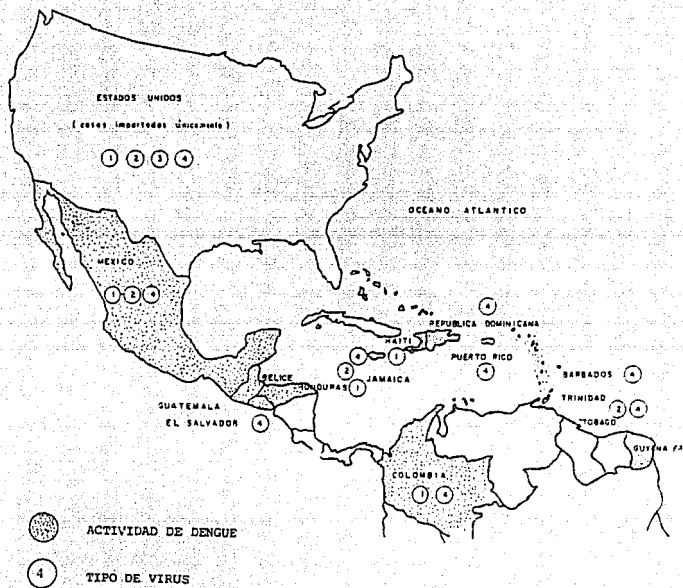 ESTADOS UNIDOS
( casos importados únicamente )
1 2 3 4
OCEANO ATLANTICO
MEXICO
1 2 4
4
REPUBLICA DOMINICANA
HAITI
4 1
PUERTO RICO
2
4
JAMAICA
BELICE
HONDURAS 1
BARBADOS 4
TRINIDAD
2 4
TOBAGO
GUATEMALA
EL SALVADOR 4
GUYANA
COLOMBIA
1 4
ACTIVIDAD DE DENGUE
4 TIPO DE VIRUS